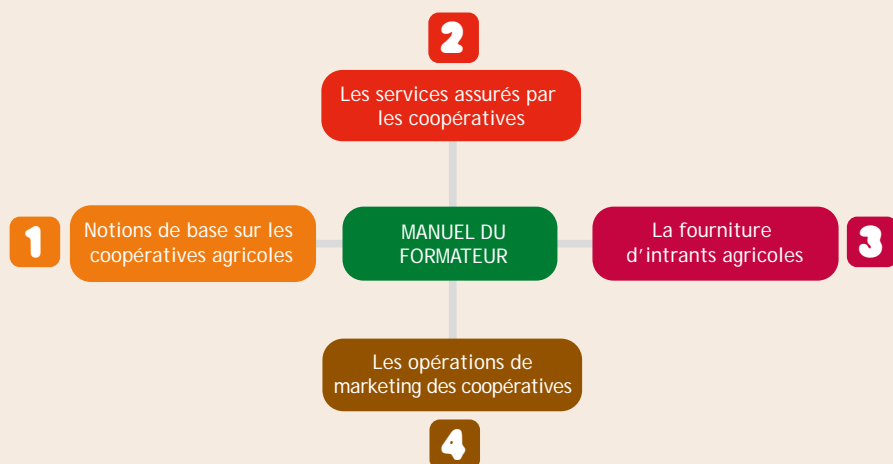 2
Les services assurés par
les coopératives
1
Notions de base sur les
coopératives agricoles
MANUEL DU
FORMATEUR
La fourniture
d'intrants agricoles
3
Les opérations de
marketing des coopératives
4